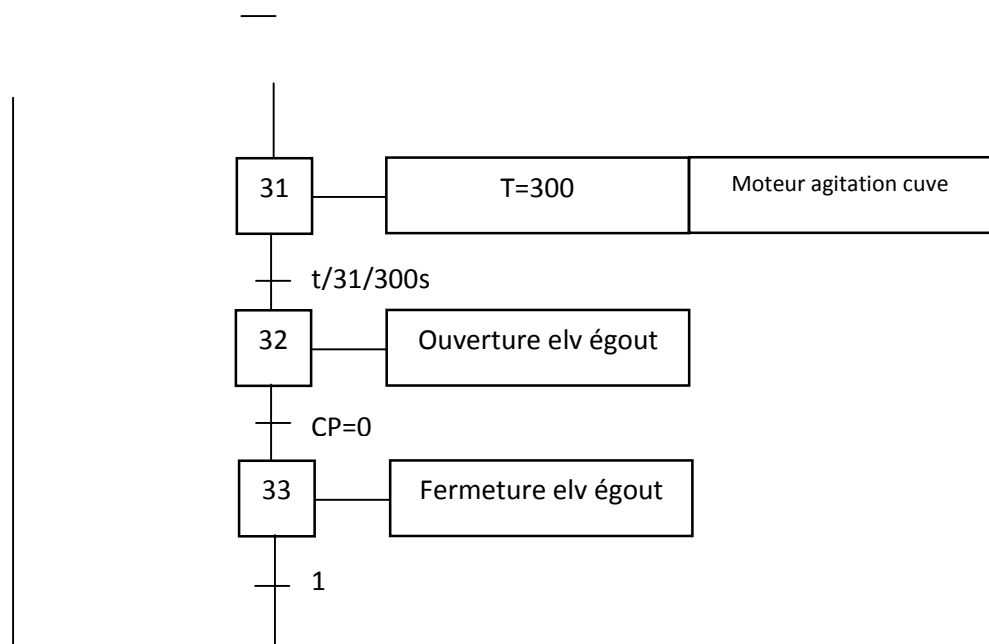 31 T=300 Moteur agitation cuve
t/31/300s
32 Ouverture elv égout
CP=0
33 Fermeture elv égout
1